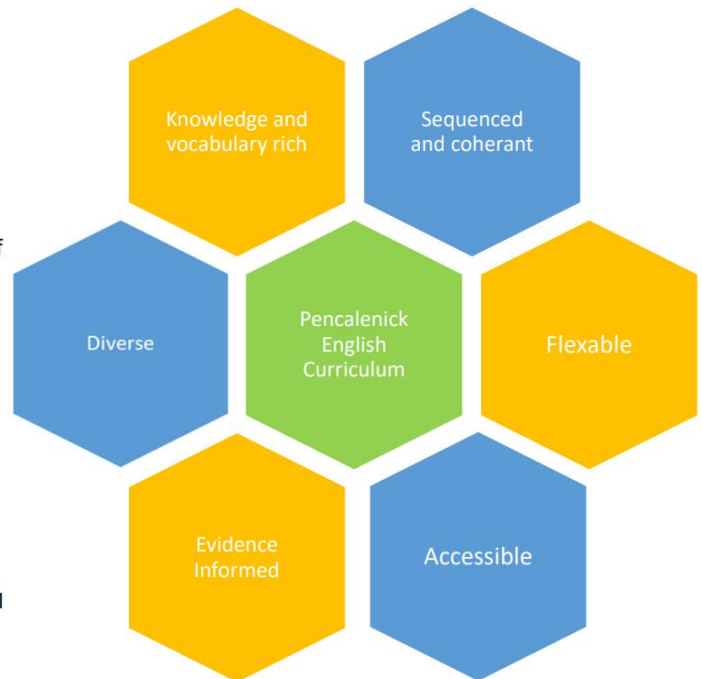 Knowledge and
vocabulary rich
Sequenced
and coherant
f
Diverse
Pencalenick
English
Curriculum
Flexable
Evidence
Informed
Accessible